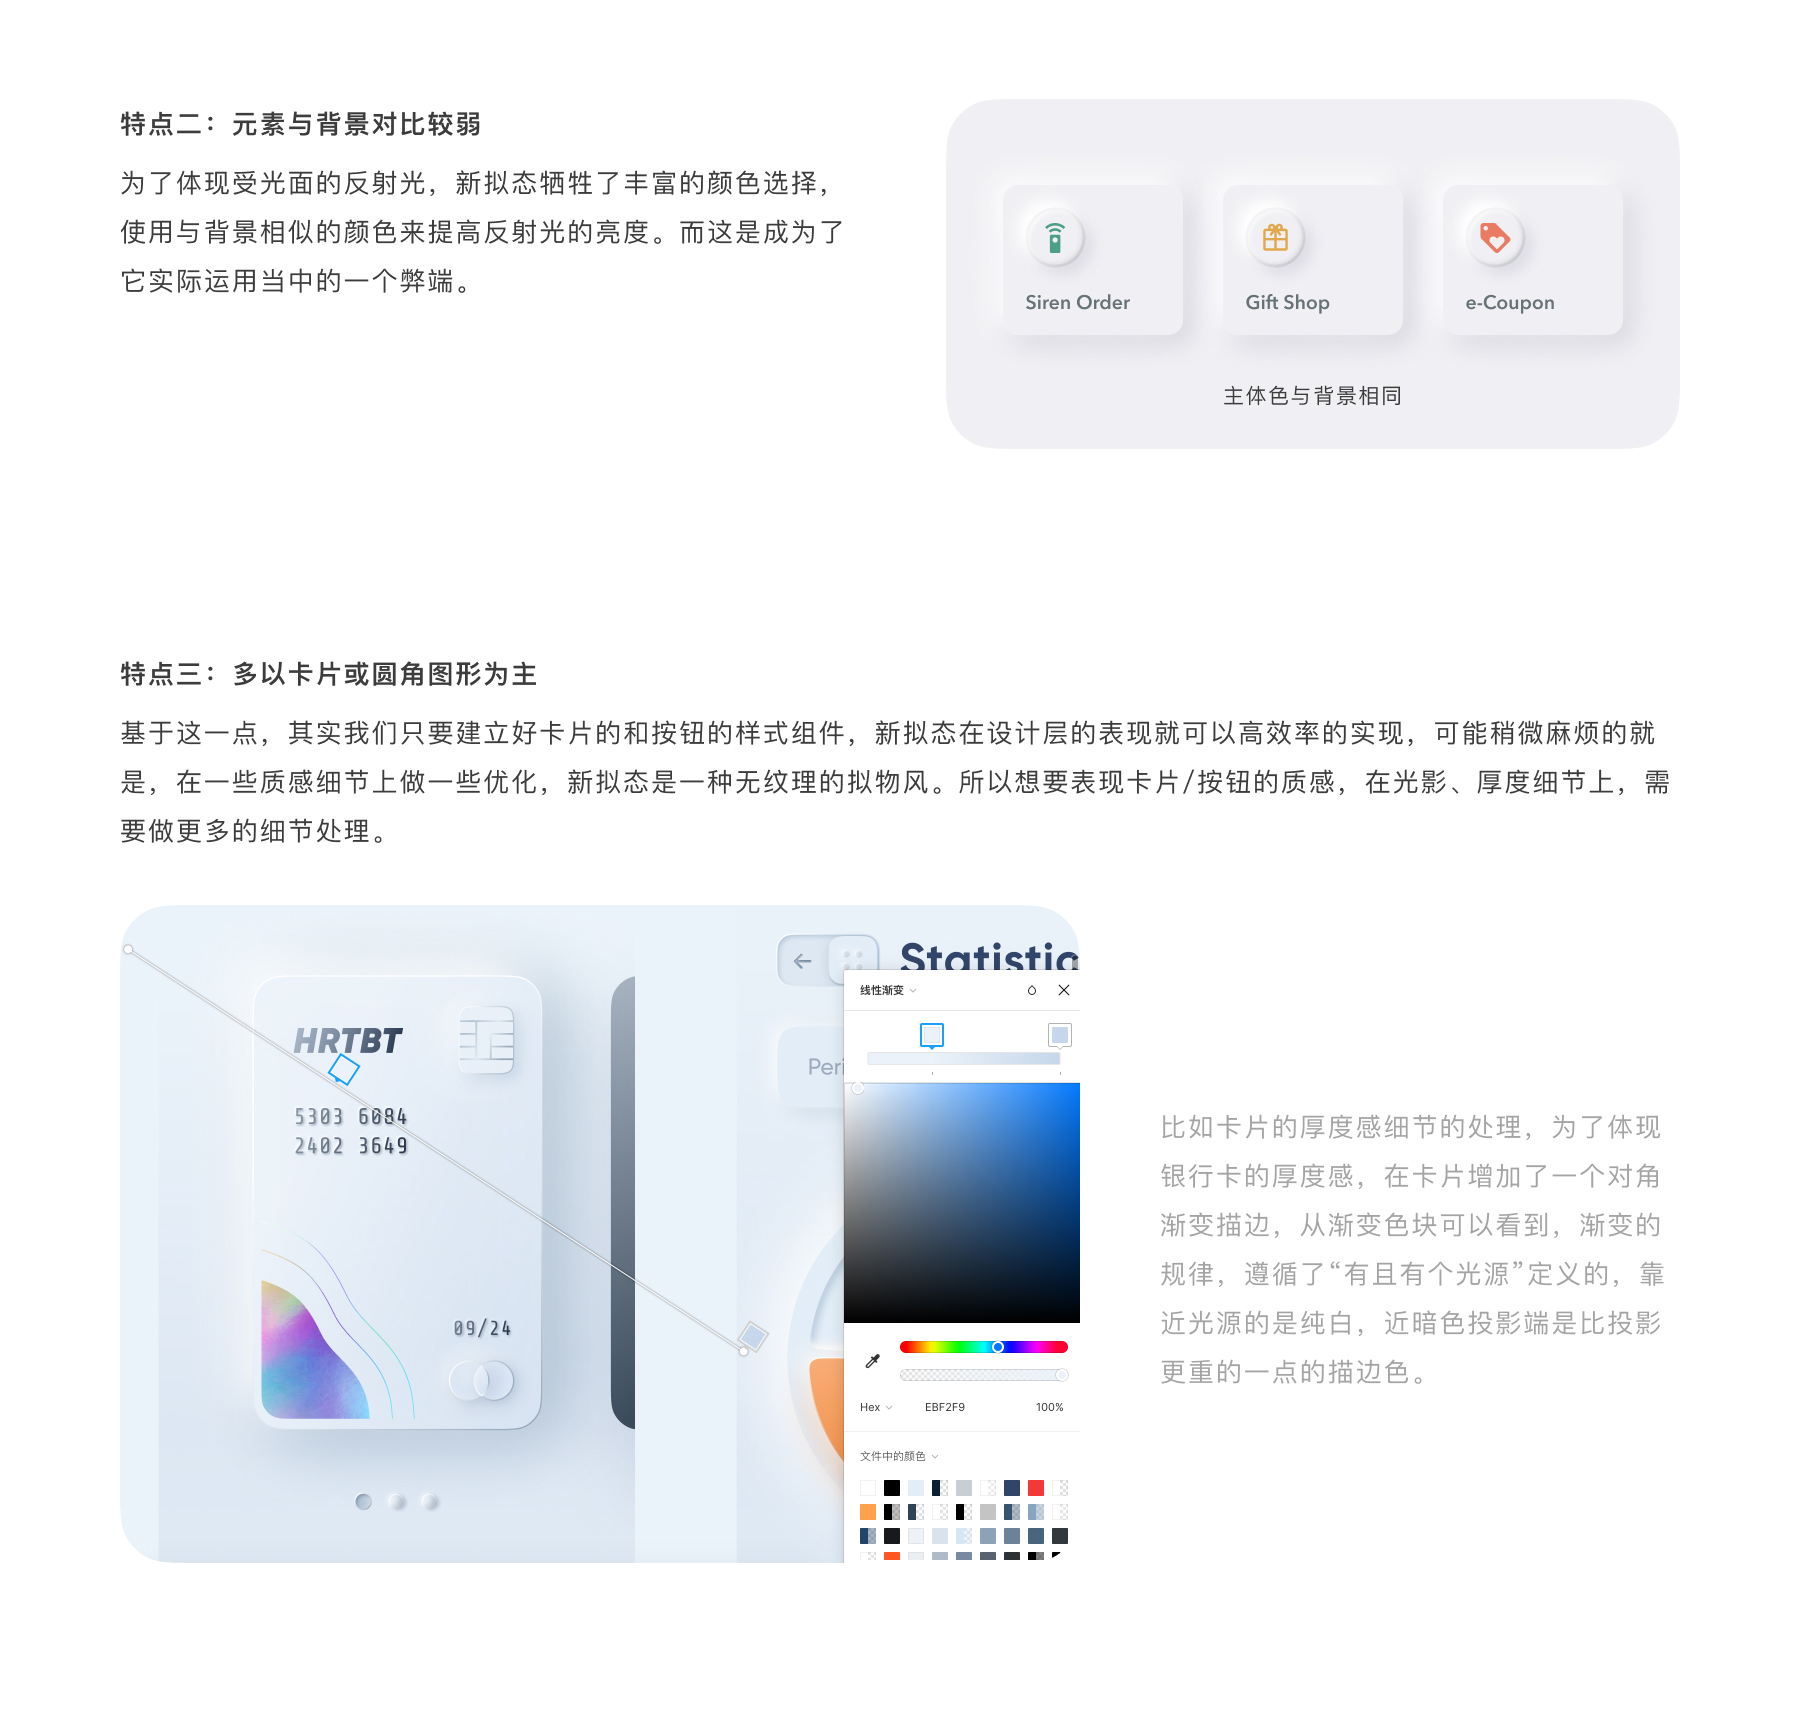 特点二：元素与背景对比较弱
为了体现受光面的反射光，新拟态牺牲了丰富的颜色选择，
使用与背景相似的颜色来提高反射光的亮度。而这是成为了
它实际运用当中的一个弊端。
Siren Order
Gift Shop
e-Coupon
主体色与背景相同
特点三：多以卡片或圆角图形为主
基于这一点，其实我们只要建立好卡片的和按钮的样式组件，新拟态在设计层的表现就可以高效率的实现，可能稍微麻烦的就
是，在一些质感细节上做一些优化，新拟态是一种无纹理的拟物风。所以想要表现卡片/按钮的质感，在光影、厚度细节上，需
要做更多的细节处理。
HRTBT
5303 6084
2402 3649
09/24
Statistic
Peri
线性渐变
Hex EBF2F9 100%
文件中的颜色
比如卡片的厚度感细节的处理，为了体现
银行卡的厚度感，在卡片增加了一个对角
渐变描边，从渐变色块可以看到，渐变的
规律，遵循了“有且有个光源”定义的，靠
近光源的是纯白，近暗色投影端是比投影
更重的一点的描边色。